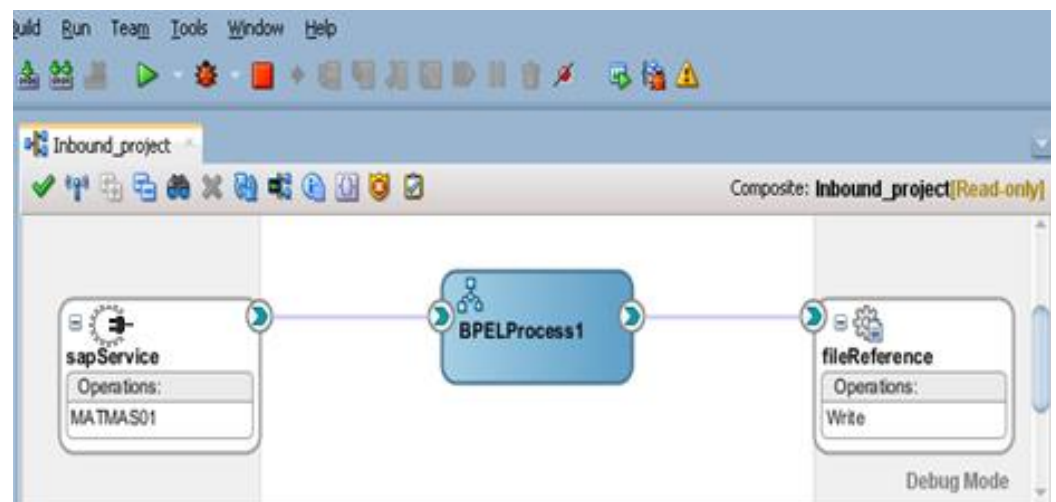 Build Run Team Tools Window Help
Inbound_project
Composite: Inbound_project[Read-only]
sapService
Operations:
MATMAS01
BPELProcess1
fileReference
Operations:
Write
Debug Mode